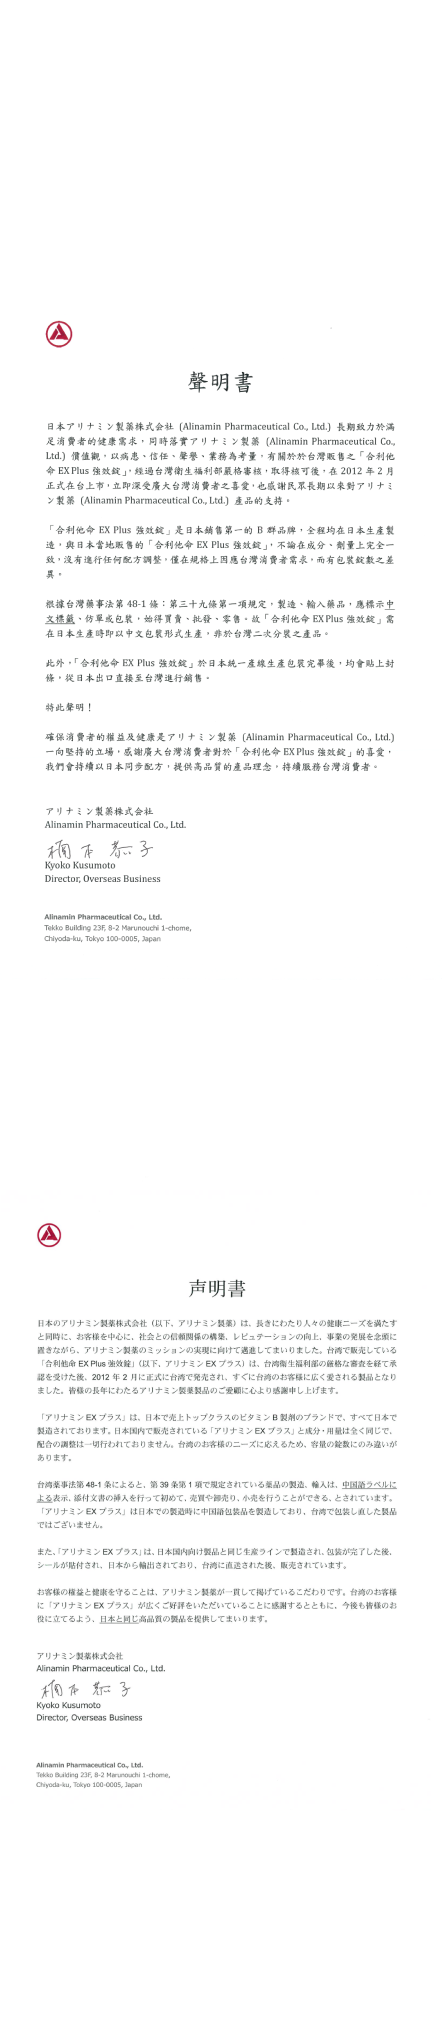 聲明書
日本アリナミン製薬株式会社 (Alinamin Pharmaceutical Co., Ltd.) 長期致力於滿
足消費者的健康需求，同時落實アリナミン製薬 (Alinamin Pharmaceutical Co.,
Ltd.) 價值觀，以病患、信任、聲譽、業務為考量，有關於於台灣販售之「合利他
命 EX Plus 強效錠」，經過台灣衛生福利部嚴格審核，取得核可後，在 2012 年 2 月
正式在台上市，立即深受廣大台灣消費者之喜愛，也感謝民眾長期以來對アリナミ
ン製薬 (Alinamin Pharmaceutical Co., Ltd.) 產品的支持。
「合利他命 EX Plus 強效錠」是日本銷售第一的 B 群品牌，全程均在日本生產製
造，與日本當地販售的「合利他命 EX Plus 強效錠」，不論在成分、劑量上完全一
致，沒有進行任何配方調整，僅在規格上因應台灣消費者需求，而有包裝錠數之差
異。
根據台灣藥事法第 48-1 條：第三十九條第一項規定，製造、輸入藥品，應標示中
文標籤、仿單或包裝，始得買賣、批發、零售。故「合利他命 EX Plus 強效錠」需
在日本生產時即以中文包裝形式生產，非於台灣二次分裝之產品。
此外，「合利他命 EX Plus 強效錠」於日本統一產線生產包裝完畢後，均會貼上封
條，從日本出口直接至台灣進行銷售。
特此聲明！
確保消費者的權益及健康是アリナミン製薬 (Alinamin Pharmaceutical Co., Ltd.)
一向堅持的立場，感謝廣大台灣消費者對於「合利他命 EX Plus 強效錠」的喜愛，
我們會持續以日本同步配方，提供高品質的產品理念，持續服務台灣消費者。
アリナミン製薬株式会社
Alinamin Pharmaceutical Co., Ltd.
楠本恭子
Kyoko Kusumoto
Director, Overseas Business
Alinamin Pharmaceutical Co., Ltd.
Tekko Building 23F, 8-2 Marunouchi 1-chome,
Chiyoda-ku, Tokyo 100-0005, Japan
声明書
日本のアリナミン製薬株式会社（以下、アリナミン製薬）は、長きにわたり人々の健康ニーズを満たす
と同時に、お客様を中心に、社会との信頼関係の構築、レピュテーションの向上、事業の発展を念頭に
置きながら、アリナミン製薬のミッションの実現に向けて邁進してまいりました。台湾で販売している
「合利他命 EX Plus 強效錠」（以下、アリナミン EX プラス）は、台湾衛生福利部の厳格な審査を経て承
認を受けた後、2012 年 2 月に正式に台湾で発売され、すぐに台湾のお客様に広く愛される製品となり
ました。皆様の長年にわたるアリナミン製薬製品のご愛顧に心より感謝申し上げます。
「アリナミン EX プラス」は、日本で売上トップクラスのビタミン B 製剤のブランドで、すべて日本で
製造されております。日本国内で販売されている「アリナミン EX プラス」と成分・用量は全く同じで、
配合の調整は一切行われておりません。台湾のお客様のニーズに応えるため、容量の錠数にのみ違いが
あります。
台湾薬事法第 48-1 条によると、第 39 条第 1 項で規定されている薬品の製造、輸入は、中国語ラベルに
よる表示、添付文書の挿入を行って初めて、売買や卸売り、小売を行うことができる、とされています。
「アリナミン EX プラス」は日本での製造時に中国語包装品を製造しており、台湾で包装し直した製品
ではございません。
また、「アリナミン EX プラス」は、日本国内向け製品と同じ生産ラインで製造され、包装が完了した後、
シールが貼付され、日本から輸出されており、台湾に直送された後、販売されています。
お客様の権益と健康を守ることは、アリナミン製薬が一貫して掲げているこだわりです。台湾のお客様
に「アリナミン EX プラス」が広くご好評をいただいていることに感謝するとともに、今後も皆様のお
役に立てるよう、日本と同じ高品質の製品を提供してまいります。
アリナミン製薬株式会社
Alinamin Pharmaceutical Co., Ltd.
楠本恭子
Kyoko Kusumoto
Director, Overseas Business
Alinamin Pharmaceutical Co., Ltd.
Tekko Building 23F, 8-2 Marunouchi 1-chome,
Chiyoda-ku, Tokyo 100-0005, Japan